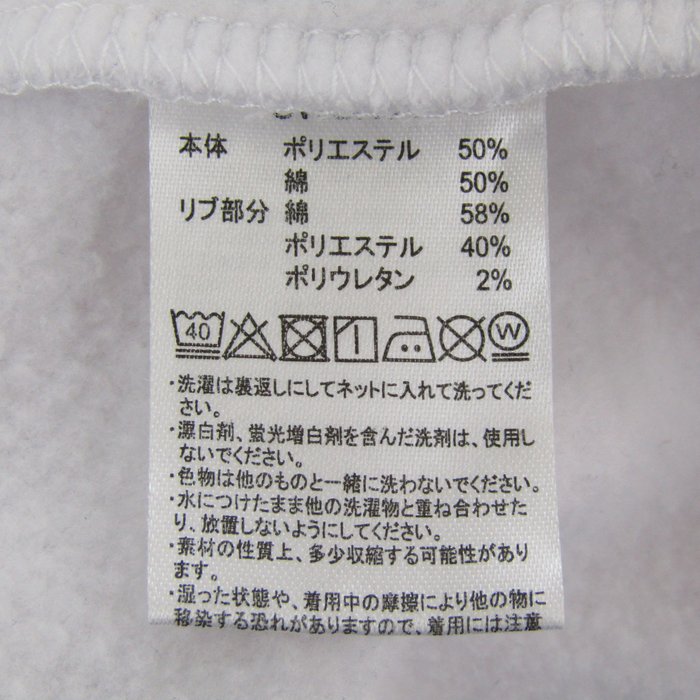 本体 ポリエステル 50%
綿 50%
リブ部分 綿 58%
ポリエステル 40%
ポリウレタン 2%
40 W
・洗濯は裏返しにしてネットに入れて洗ってくだ
さい。
・漂白剤、蛍光増白剤を含んだ洗剤は、使用し
ないでください。
・色物は他のものと一緒に洗わないでください。
・水につけたまま他の洗濯物と重ね合わせた
り、放置しないようにしてください。
・素材の性質上、多少収縮する可能性があり
ます。
・湿った状態や、着用中の摩擦により他の物に
移染する恐れがありますので、着用には注意